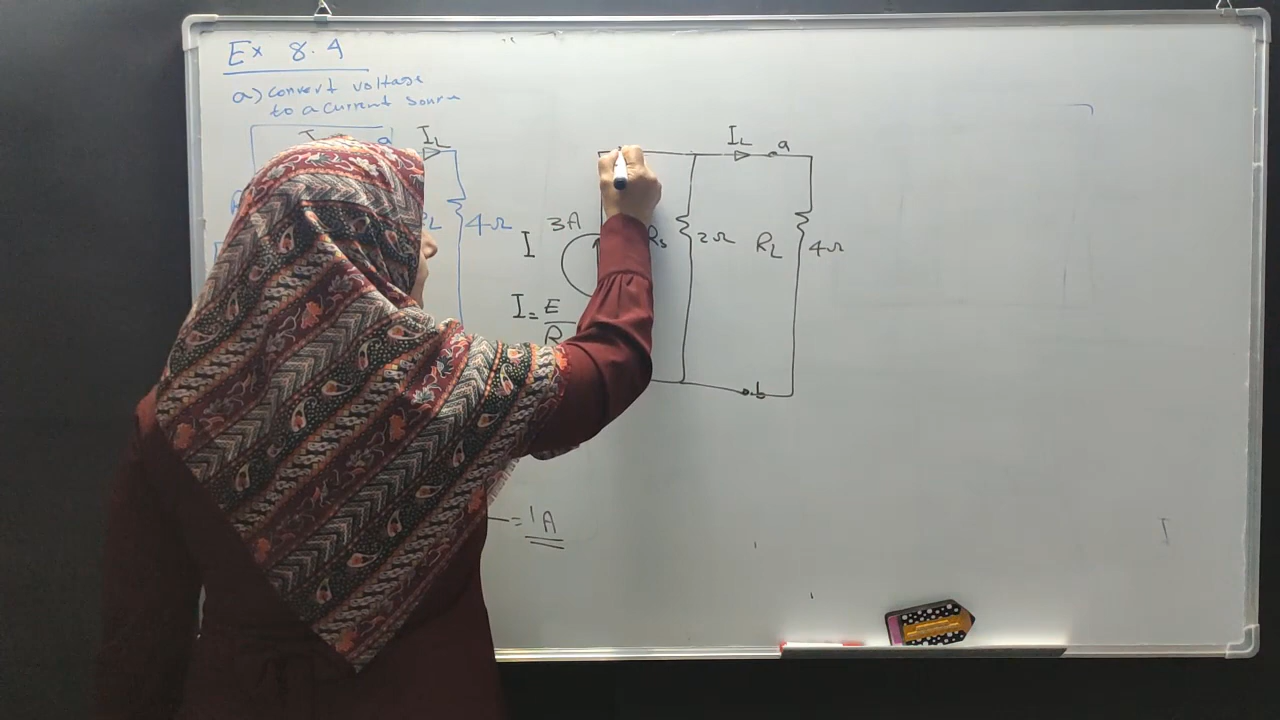 Ex 8.4
a) convert voltage
to a current source
I
a
IL
4Ω
IL
a
3A
I
Rs
2Ω
RL
4Ω
I = E
R
b
= 1A